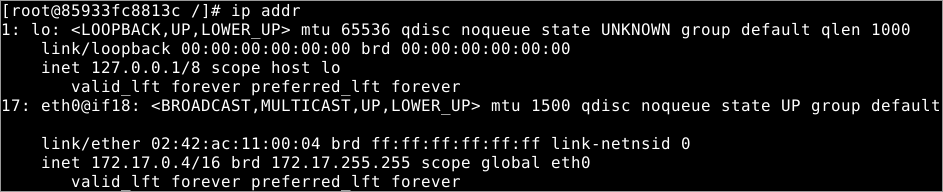 [root@85933fc8813c /]# ip addr
1: lo: <LOOPBACK,UP,LOWER_UP> mtu 65536 qdisc noqueue state UNKNOWN group default qlen 1000
    link/loopback 00:00:00:00:00:00 brd 00:00:00:00:00:00
    inet 127.0.0.1/8 scope host lo
       valid_lft forever preferred_lft forever
17: eth0@if18: <BROADCAST,MULTICAST,UP,LOWER_UP> mtu 1500 qdisc noqueue state UP group default
    link/ether 02:42:ac:11:00:04 brd ff:ff:ff:ff:ff:ff link-netnsid 0
    inet 172.17.0.4/16 brd 172.17.255.255 scope global eth0
       valid_lft forever preferred_lft forever